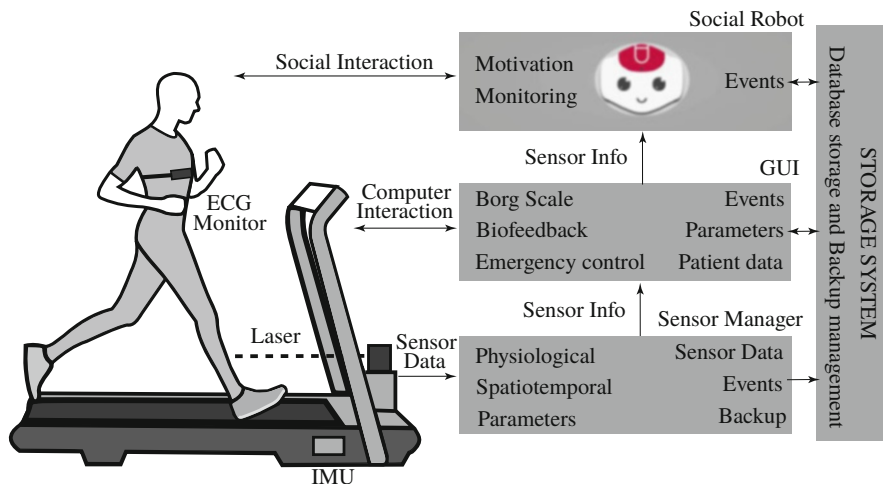 Social Robot
Social Interaction
Motivation
Monitoring
Events
Sensor Info
GUI
ECG
Monitor
Computer
Interaction
Borg Scale
Biofeedback
Emergency control
Events
Parameters
Patient data
Sensor Info
Sensor Manager
Laser
Sensor
Data
Physiological
Spatiotemporal
Parameters
Sensor Data
Events
Backup
IMU
STORAGE SYSTEM
Database storage and Backup management